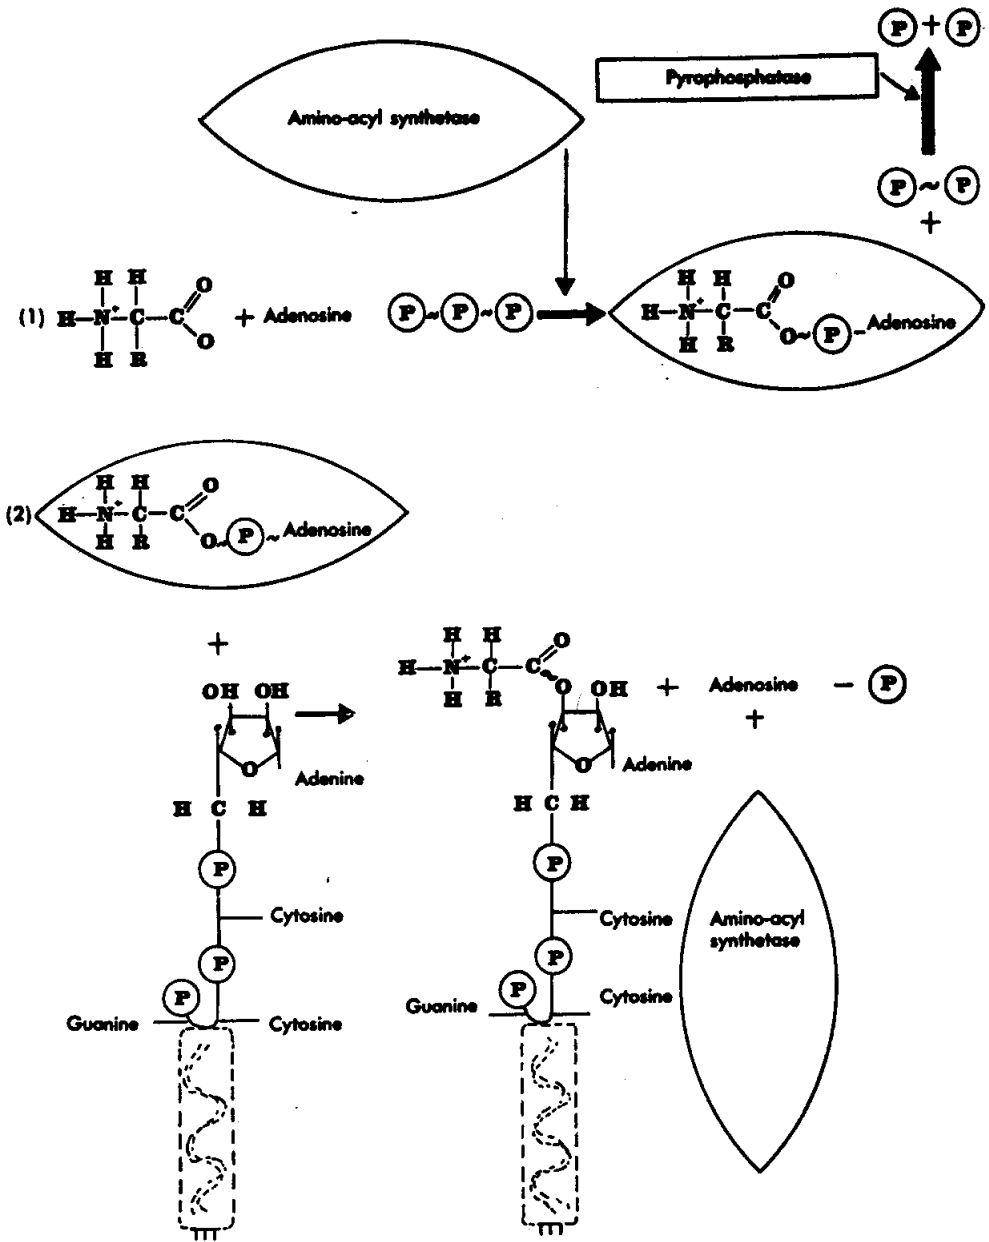 P + P
Amino-acyl synthetase
Pyrophosphatase
P ~ P
+
(1) H–N+–C–C O O H H H R + Adenosine P ~ P ~ P H–N+–C–C O O ~ P – Adenosine H H H R
(2) H–N+–C–C O O ~ P ~ Adenosine H H H R
+
OH OH
O
Adenine
H C H
P
Cytosine
P
P
Guanine
Cytosine
H H O
H–N+–C–C
H R O OH + Adenosine – P
+
O
Adenine
H C H
P
Cytosine
P
P
Cytosine
Guanine
Amino-acyl
synthetase